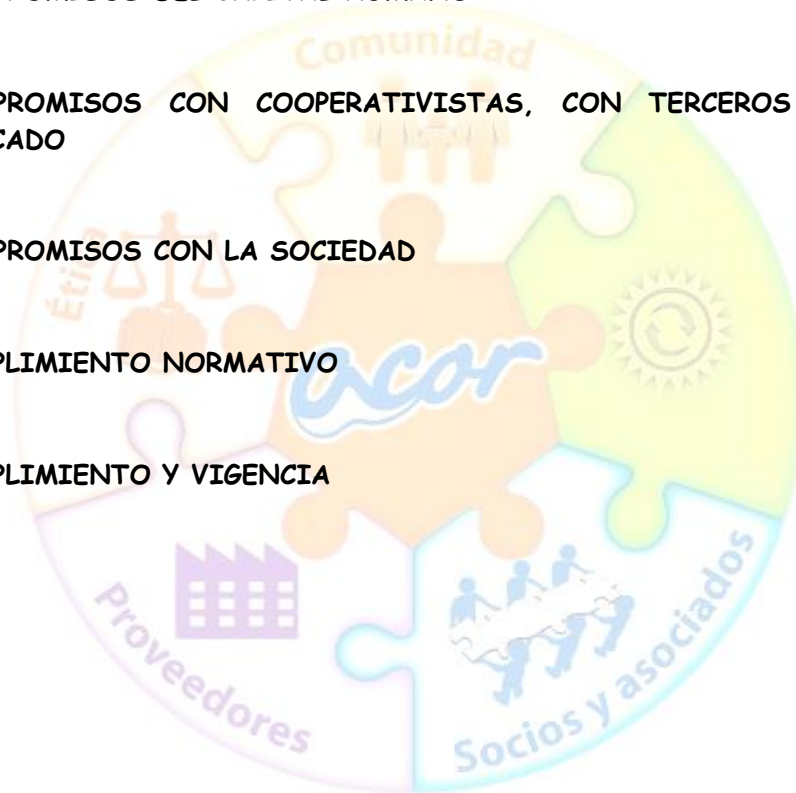 Comunidad
PROMISOS CON COOPERATIVISTAS, CON TERCEROS
CADO
Ética
PROMISOS CON LA SOCIEDAD
acor
PLIMIENTO NORMATIVO
PLIMIENTO Y VIGENCIA
Proveedores
Socios y asociados